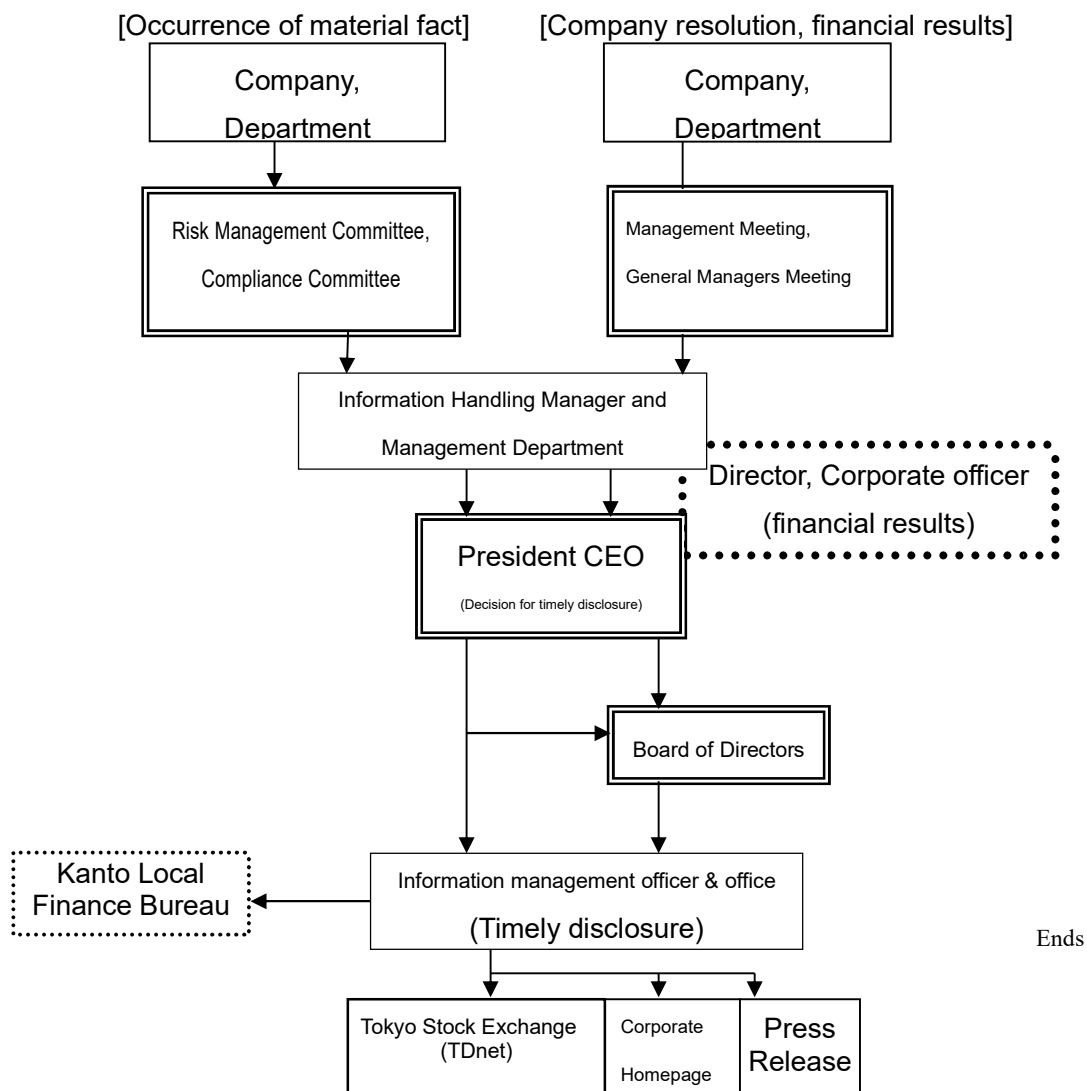 [Occurrence of material fact]
[Company resolution, financial results]
Company,
Department
Company,
Department
Risk Management Committee,
Compliance Committee
Management Meeting,
General Managers Meeting
Information Handling Manager and
Management Department
Director, Corporate officer
(financial results)
President CEO
(Decision for timely disclosure)
Board of Directors
Kanto Local
Finance Bureau
Information management officer & office
(Timely disclosure)
Ends
Tokyo Stock Exchange
(TDnet)
Corporate
Homepage
Press
Release